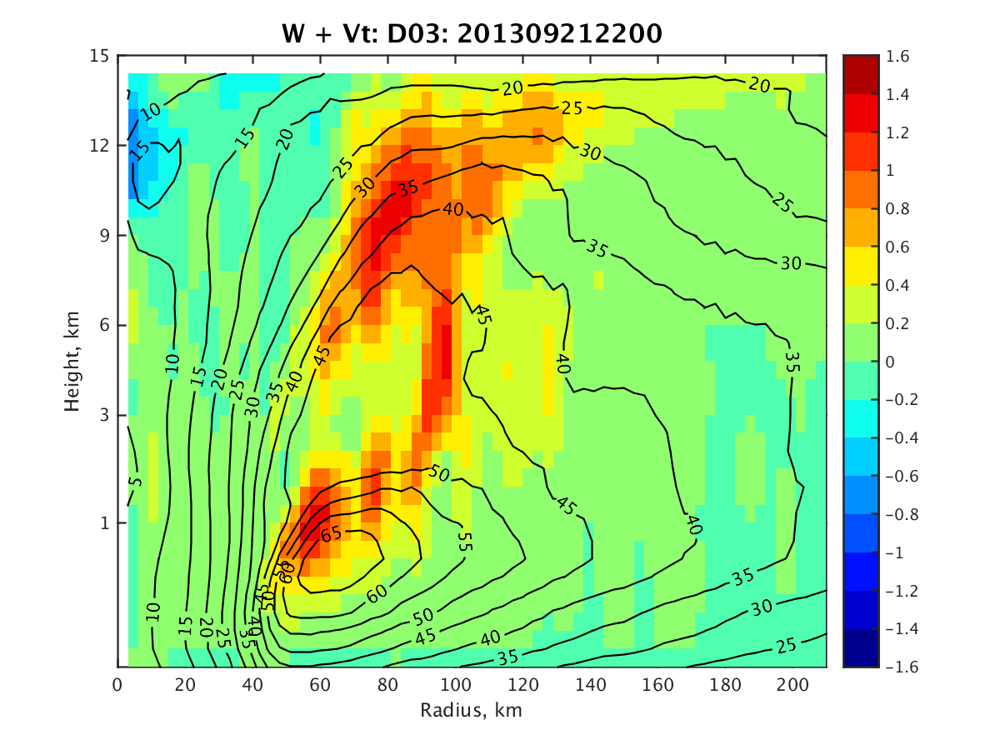 W + Vt: D03: 201309212200
15
12
9
6
3
1
Height, km
0 20 40 60 80 100 120 140 160 180 200
Radius, km
1.6
1.4
1.2
1
0.8
0.6
0.4
0.2
0
−0.2
−0.4
−0.6
−0.8
−1
−1.2
−1.4
−1.6
20 20
10 25
15 20 30
15 25
30 35 25
40
35 30
45
10 15 20 25 30 35 40 45 40 35
5 50
45
65 55 40
50 60 35
45 50 60 30
10 15 20 25 35 40 50 45 40 35 25